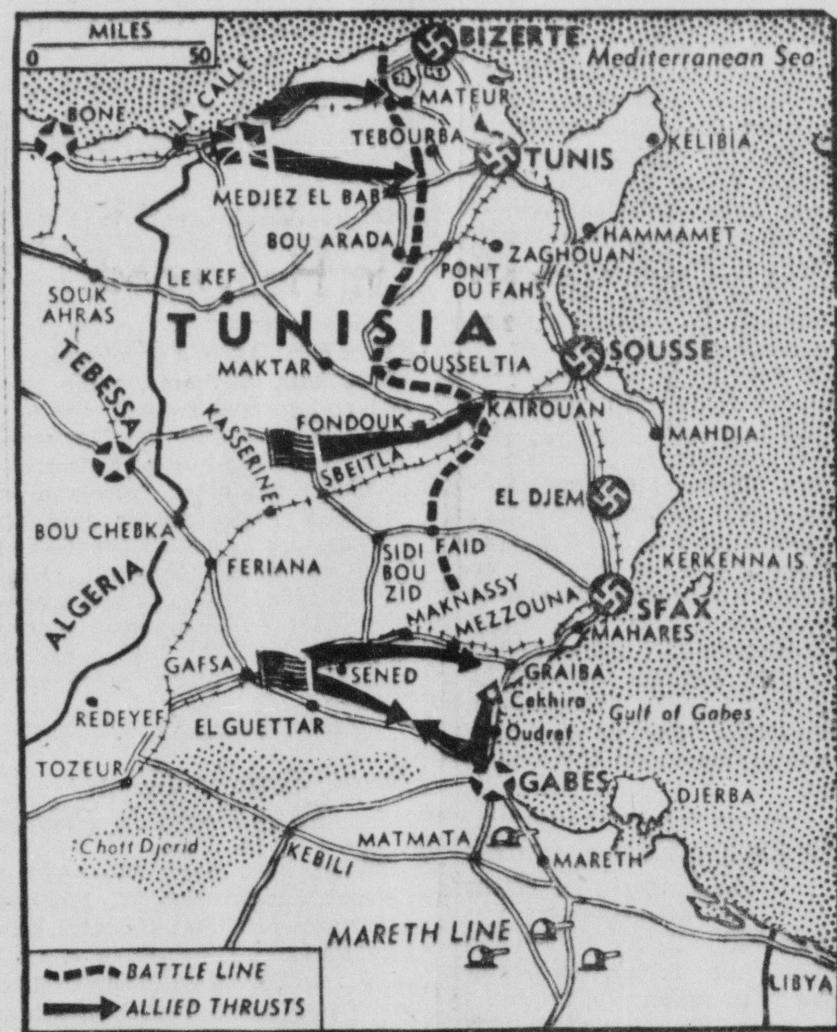 MILES
0 50
BIZERTE
Mediterranean Sea
BONE
LA CALLE
MATEUR
TEBOURBA
TUNIS
KELIBIA
MEDJEZ EL BAB
BOU ARADA
ZAGHOUAN
HAMMAMET
PONT
DU FAHS
LE KEF
SOUK
AHRAS
TUNISIA
MAKTAR
OUSSELTIA
SOUSSE
TEBESSA
KASSERINE
FONDOUK
KAIROUAN
SBEITLA
MAHDIA
EL DJEM
BOU CHEBKA
FERIANA
SIDI
BOU
ZID
FAID
KERKENNA IS
ALGERIA
MAKNASSY
MEZZOUNA
SFAX
MAHARES
GAFSA
SENED
GRAIBA
Cekhira
REDEYEF
EL GUETTAR
Oudref
Gulf of Gabes
TOZEUR
GABES
DJERBA
Chott Djerid
KEBILI
MATMATA
MARETH
MARETH LINE
BATTLE LINE
ALLIED THRUSTS
LIBYA